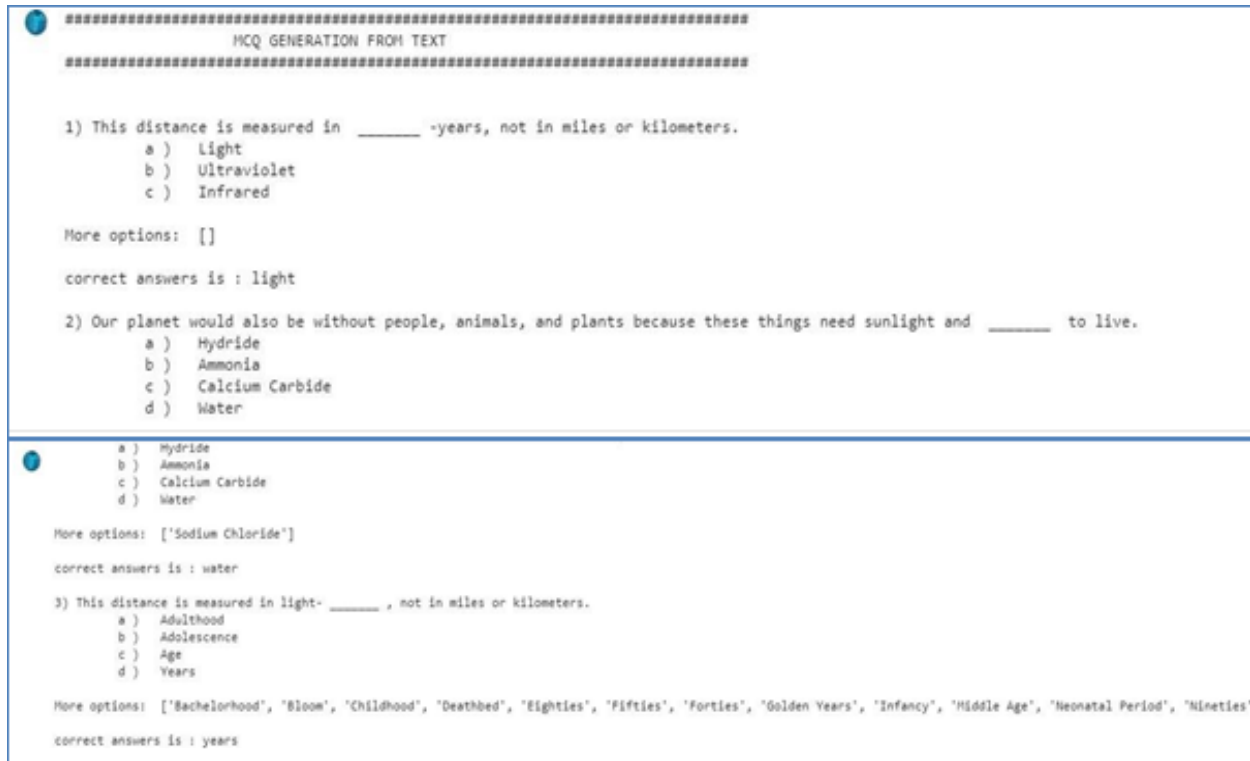 ################################################################################
MCQ GENERATION FROM TEXT
################################################################################
1) This distance is measured in _______ -years, not in miles or kilometers.
a ) Light
b ) Ultraviolet
c ) Infrared
More options: []
correct answers is : light
2) Our planet would also be without people, animals, and plants because these things need sunlight and _______ to live.
a ) Hydride
b ) Ammonia
c ) Calcium Carbide
d ) Water
a ) Hydride
b ) Ammonia
c ) Calcium Carbide
d ) Water
More options: ['Sodium Chloride']
correct answers is : water
3) This distance is measured in light- _______ , not in miles or kilometers.
a ) Adulthood
b ) Adolescence
c ) Age
d ) Years
More options: ['Bachelorhood', 'Bloom', 'Childhood', 'Deathbed', 'Eighties', 'Fifties', 'Forties', 'Golden Years', 'Infancy', 'Middle Age', 'Neonatal Period', 'Nineties'
correct answers is : years